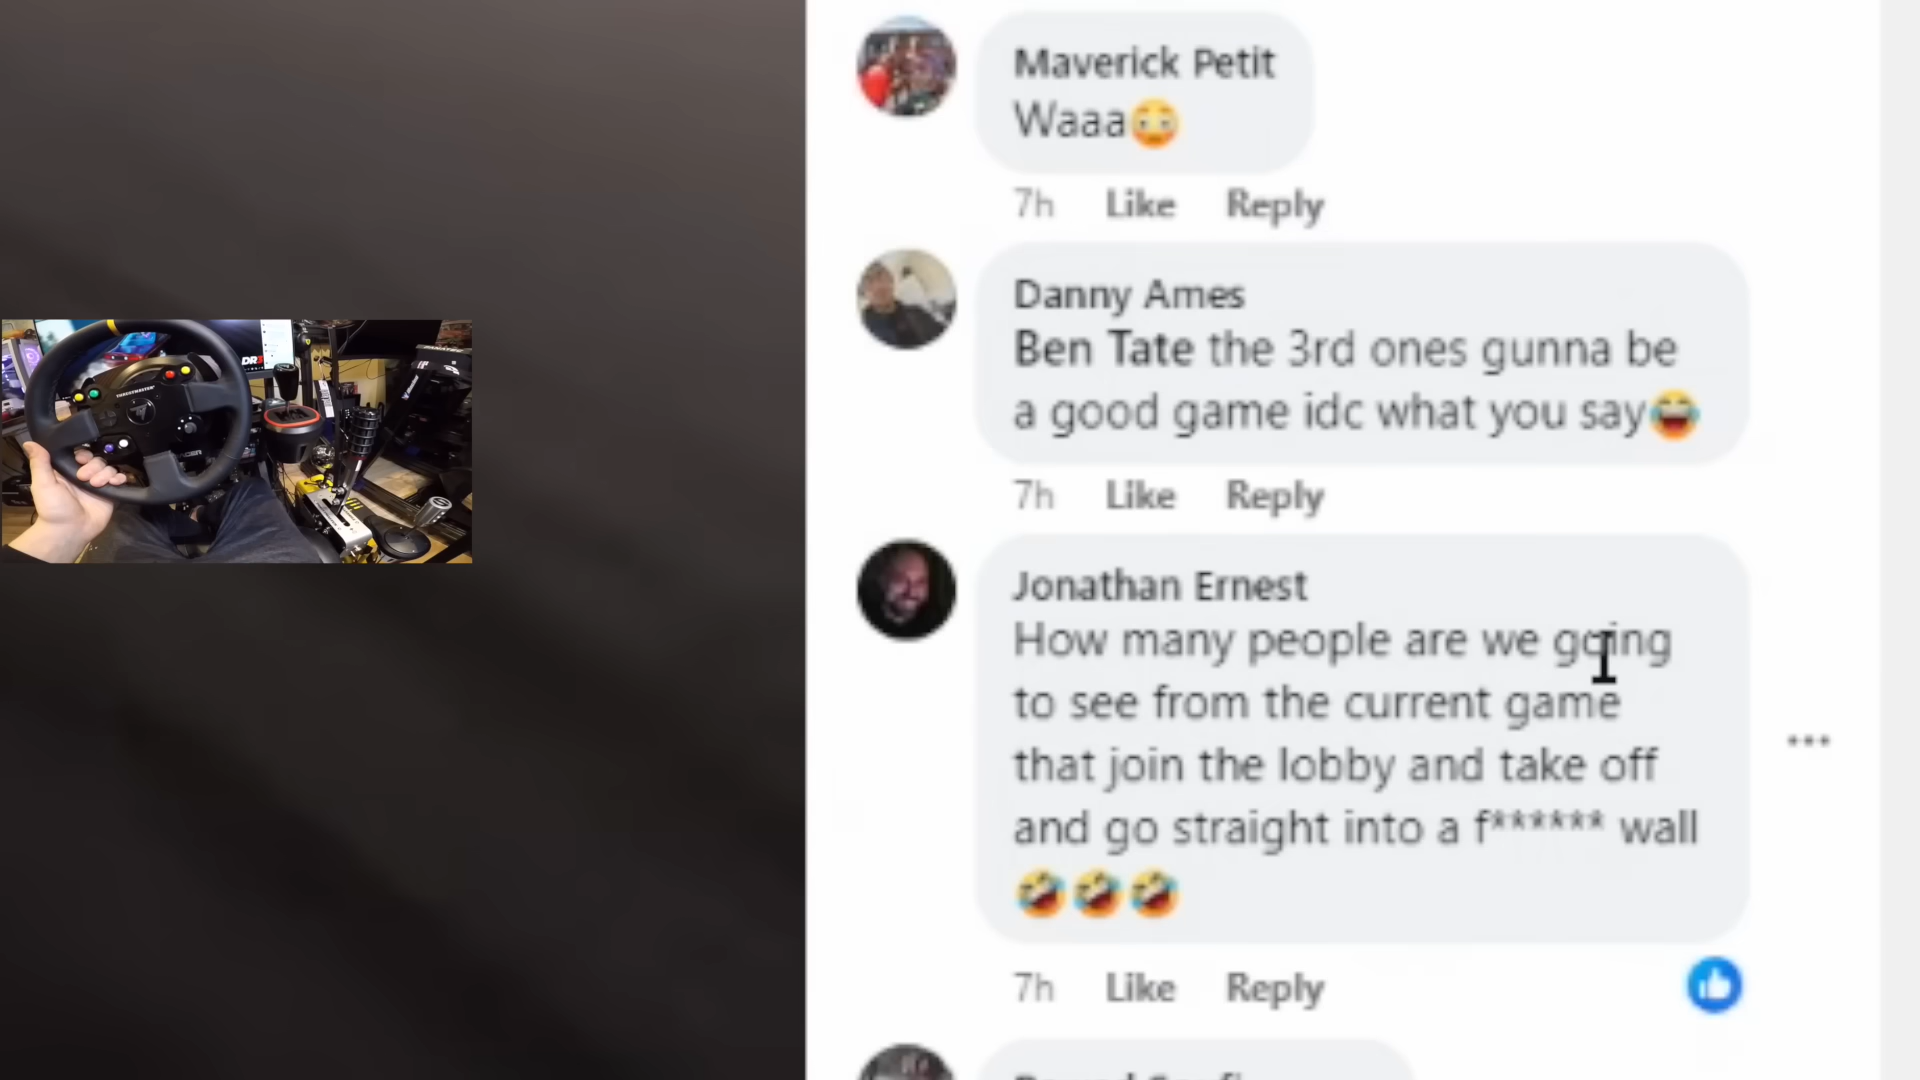 Maverick Petit
Waaa😳
7h Like Reply
Danny Ames
Ben Tate the 3rd ones gunna be
a good game idc what you say😂
7h Like Reply
Jonathan Ernest
How many people are we going
to see from the current game
that join the lobby and take off
and go straight into a f****** wall
🤣🤣🤣
7h Like Reply
THRUSTMASTER